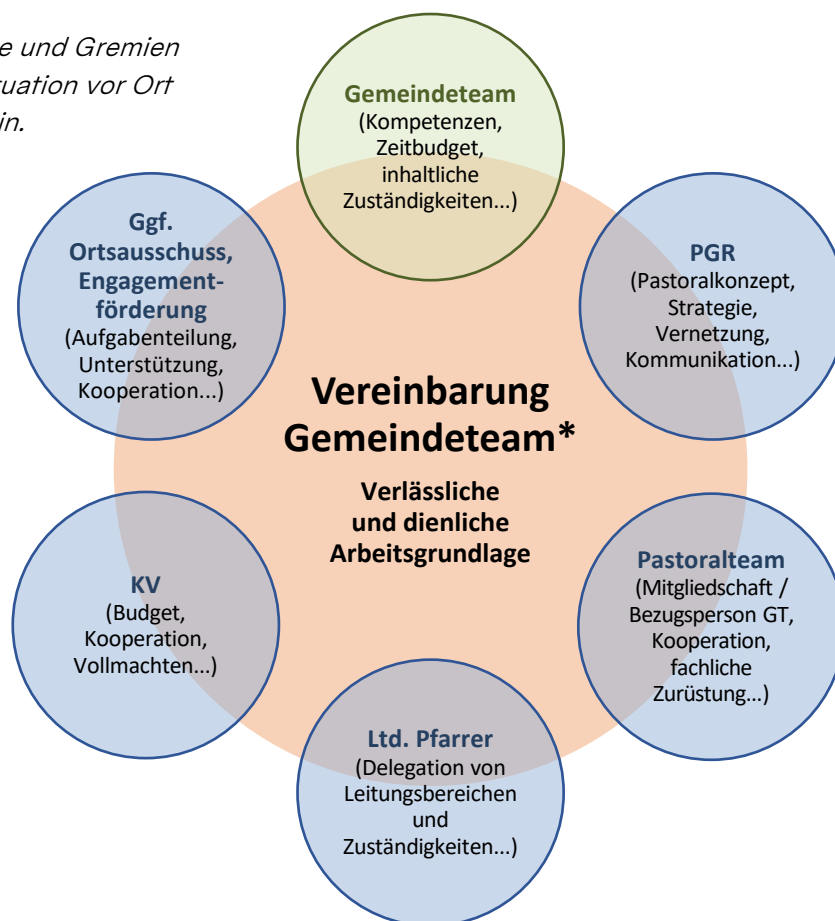 e und Gremien
tuation vor Ort
in.
Gemeindeteam
(Kompetenzen,
Zeitbudget,
inhaltliche
Zuständigkeiten...)
Ggf.
Ortsausschuss,
Engagement-
förderung
(Aufgabenteilung,
Unterstützung,
Kooperation...)
PGR
(Pastoralkonzept,
Strategie,
Vernetzung,
Kommunikation...)
Vereinbarung
Gemeindeteam*
Verlässliche
und dienliche
Arbeitsgrundlage
KV
(Budget,
Kooperation,
Vollmachten...)
Pastoralteam
(Mitgliedschaft /
Bezugsperson GT,
Kooperation,
fachliche
Zurüstung...)
Ltd. Pfarrer
(Delegation von
Leitungsbereichen
und
Zuständigkeiten...)